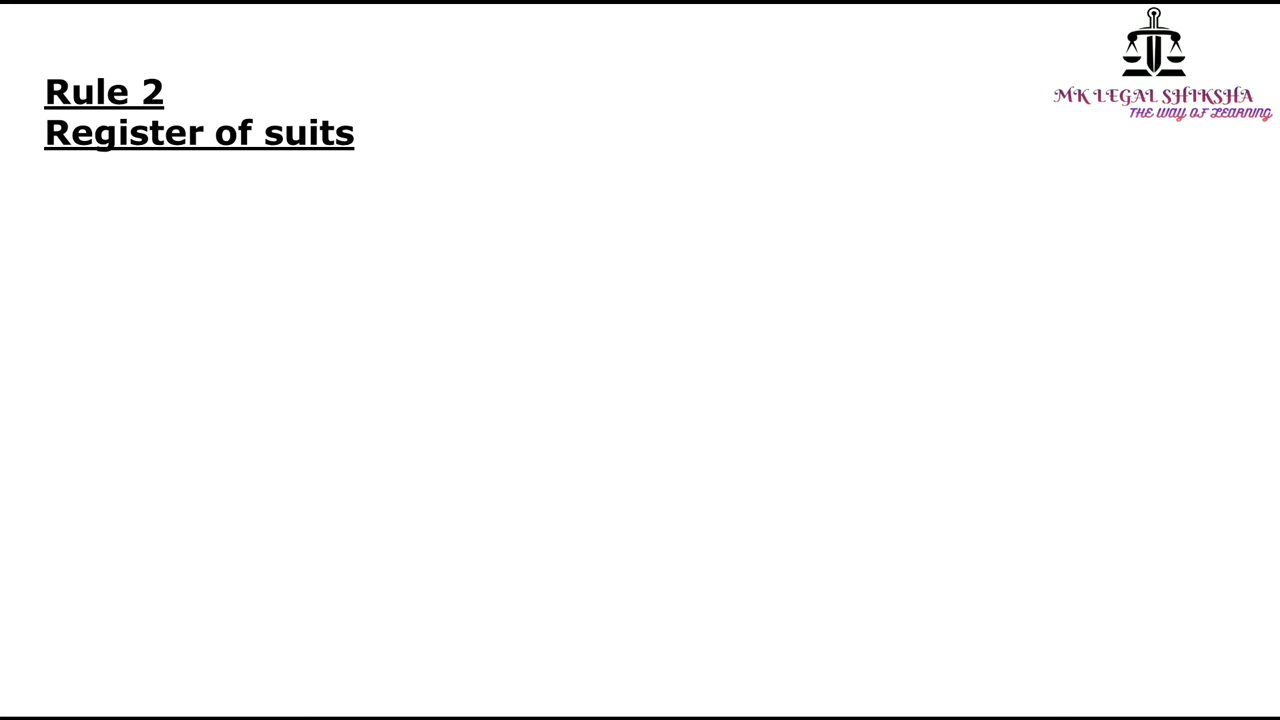 Rule 2
Register of suits
MK LEGAL SHIKSHA
THE WAY OF LEARNING